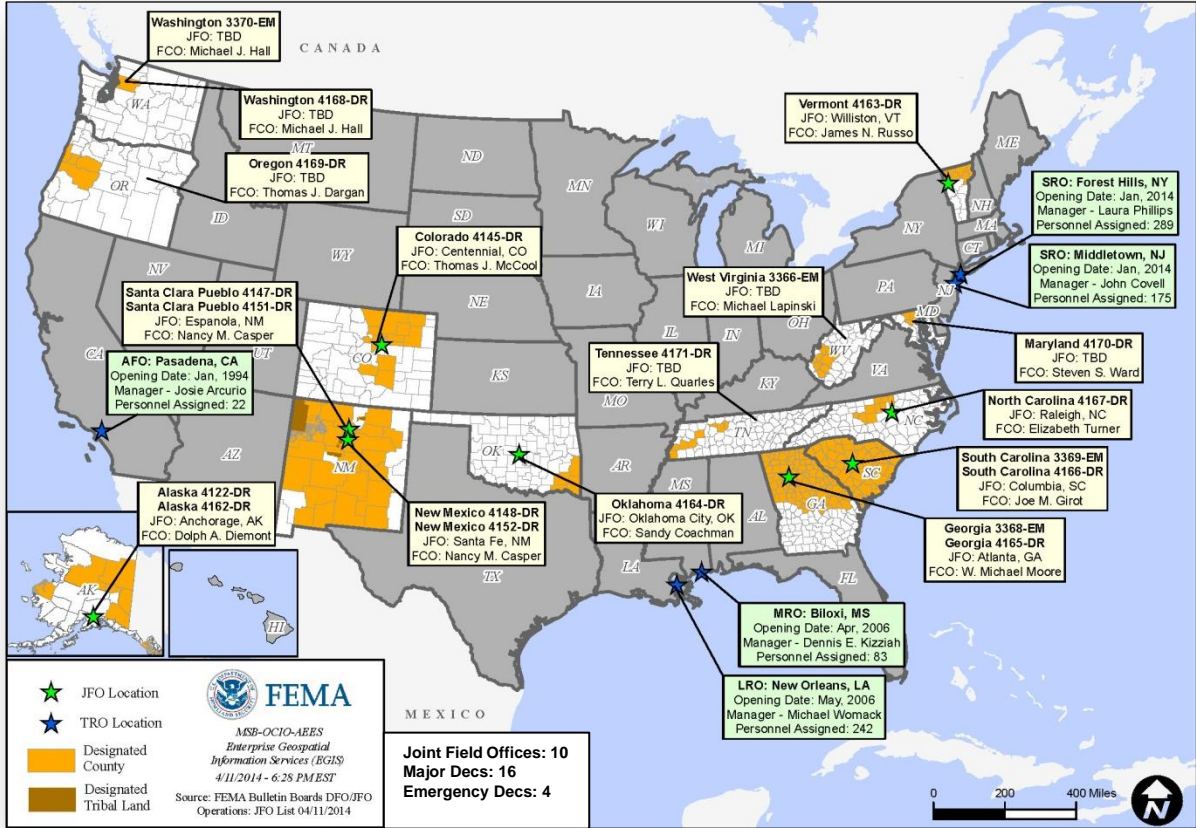 Washington 3370-EM
JFO: TBD
FCO: Michael J. Hall
CANADA
Washington 4168-DR
JFO: TBD
FCO: Michael J. Hall
Oregon 4169-DR
JFO: TBD
FCO: Thomas J. Dargan
Vermont 4163-DR
JFO: Williston, VT
FCO: James N. Russo
SRO: Forest Hills, NY
Opening Date: Jan, 2014
Manager - Laura Phillips
Personnel Assigned: 289
SRO: Middletown, NJ
Opening Date: Jan, 2014
Manager - John Covell
Personnel Assigned: 175
Colorado 4145-DR
JFO: Centennial, CO
FCO: Thomas J. McCool
West Virginia 3366-EM
JFO: TBD
FCO: Michael Lapinski
Santa Clara Pueblo 4147-DR
Santa Clara Pueblo 4151-DR
JFO: Espanola, NM
FCO: Nancy M. Casper
Maryland 4170-DR
JFO: TBD
FCO: Steven S. Ward
Tennessee 4171-DR
JFO: TBD
FCO: Terry L. Quarles
AFO: Pasadena, CA
Opening Date: Jan, 1994
Manager - Josie Arcurio
Personnel Assigned: 22
North Carolina 4167-DR
JFO: Raleigh, NC
FCO: Elizabeth Turner
South Carolina 3369-EM
South Carolina 4166-DR
JFO: Columbia, SC
FCO: Joe M. Girot
Alaska 4122-DR
Alaska 4162-DR
JFO: Anchorage, AK
FCO: Dolph A. Diemont
New Mexico 4148-DR
New Mexico 4152-DR
JFO: Santa Fe, NM
FCO: Nancy M. Casper
Oklahoma 4164-DR
JFO: Oklahoma City, OK
FCO: Sandy Coachman
Georgia 3368-EM
Georgia 4165-DR
JFO: Atlanta, GA
FCO: W. Michael Moore
MRO: Biloxi, MS
Opening Date: Apr, 2006
Manager - Dennis E. Kizziah
Personnel Assigned: 83
LRO: New Orleans, LA
Opening Date: May, 2006
Manager - Michael Womack
Personnel Assigned: 242
WA
MT
ND
MN
ME
OR
ID
SD
WI
MI
NY
NH
MA
CT
WY
NV
NE
IA
PA
NJ
IL
IN
OH
MD
CA
UT
CO
KS
MO
KY
WV
VA
AZ
NM
OK
AR
TN
NC
SC
MS
AL
GA
TX
LA
FL
AK
HI
MEXICO
JFO Location
TRO Location
Designated
County
Designated
Tribal Land
FEMA
MSB-OCIO-AEES
Enterprise Geospatial
Information Services (EGIS)
4/11/2014 - 6:28 PM EST
Source: FEMA Bulletin Boards DFO/JFO
Operations: JFO List 04/11/2014
Joint Field Offices: 10
Major Decs: 16
Emergency Decs: 4
0 200 400 Miles
N